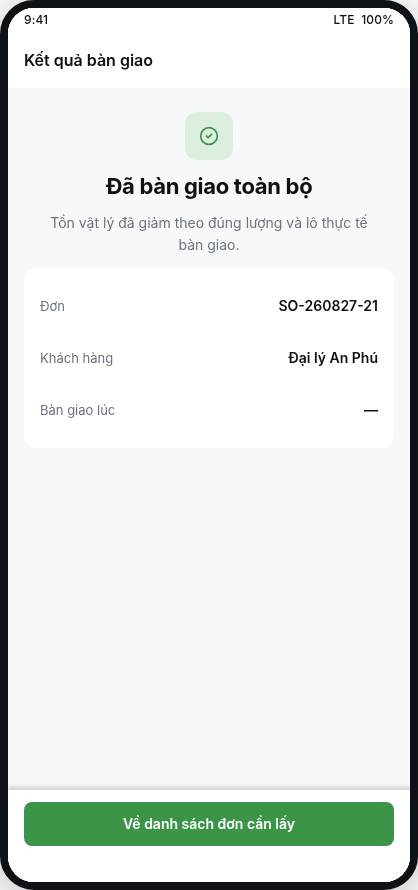 9:41
LTE 100%
Kết quả bàn giao
Đã bàn giao toàn bộ
Tồn vật lý đã giảm theo đúng lượng và lô thực tế
bàn giao.
Đơn
SO-260827-21
Khách hàng
Đại lý An Phú
Bàn giao lúc
—
Về danh sách đơn cần lấy